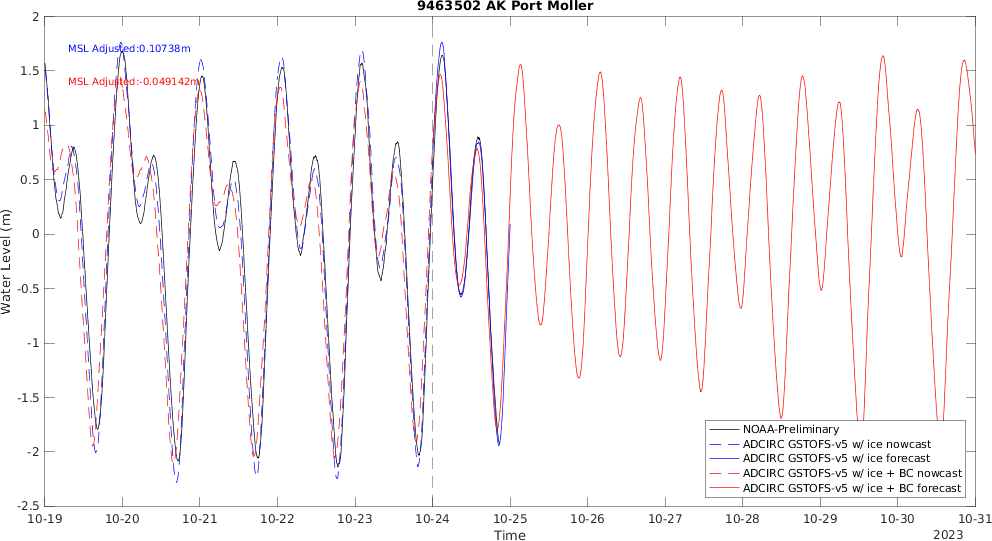 9463502 AK Port Moller
MSL Adjusted:0.10738m
MSL Adjusted:-0.049142m
Water Level (m)
2
1.5
1
0.5
0
-0.5
-1
-1.5
-2
-2.5
NOAA-Preliminary
ADCIRC GSTOFS-v5 w/ ice nowcast
ADCIRC GSTOFS-v5 w/ ice forecast
ADCIRC GSTOFS-v5 w/ ice + BC nowcast
ADCIRC GSTOFS-v5 w/ ice + BC forecast
10-19 10-20 10-21 10-22 10-23 10-24 10-25 10-26 10-27 10-28 10-29 10-30 10-31
Time
2023